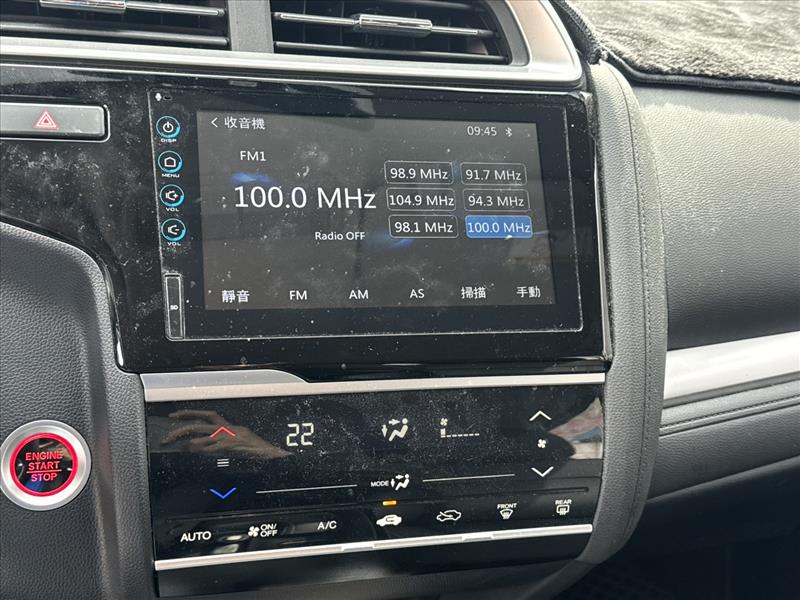 < 收音機
09:45
FM1
100.0 MHz
98.9 MHz
91.7 MHz
104.9 MHz
94.3 MHz
98.1 MHz
100.0 MHz
Radio OFF
靜音
FM
AM
AS
掃描
手動
DISP
MENU
VOL
VOL
SD
22
MODE
AUTO
ON/
OFF
A/C
FRONT
REAR
ENGINE
START
STOP